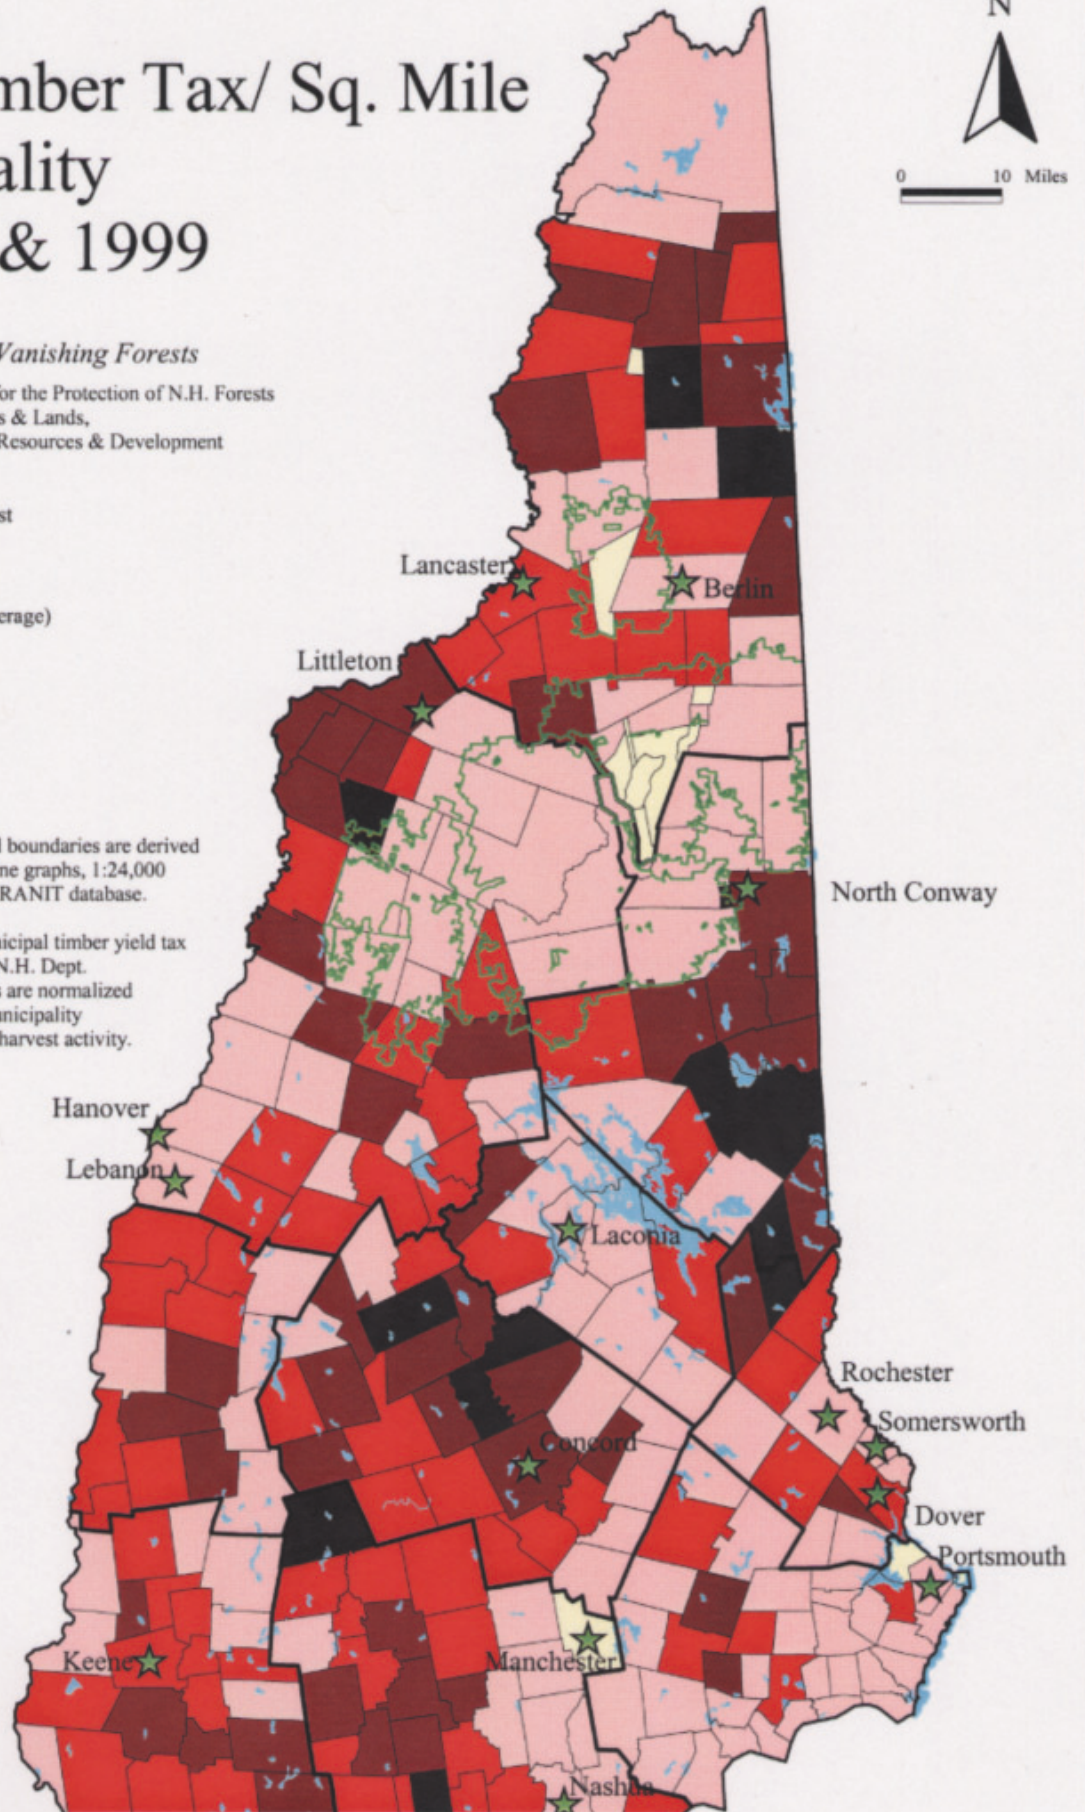 N
mber Tax/ Sq. Mile
0 10 Miles
ality
& 1999
Vanishing Forests
for the Protection of N.H. Forests
s & Lands,
Resources & Development
st
Lancaster
Berlin
erage)
Littleton
l boundaries are derived
ne graphs, 1:24,000
RANIT database.
North Conway
nicipal timber yield tax
N.H. Dept.
s are normalized
unicipality
harvest activity.
Hanover
Lebanon
Laconia
Rochester
Somersworth
Concord
Dover
Portsmouth
Keene
Manchester
Nashua